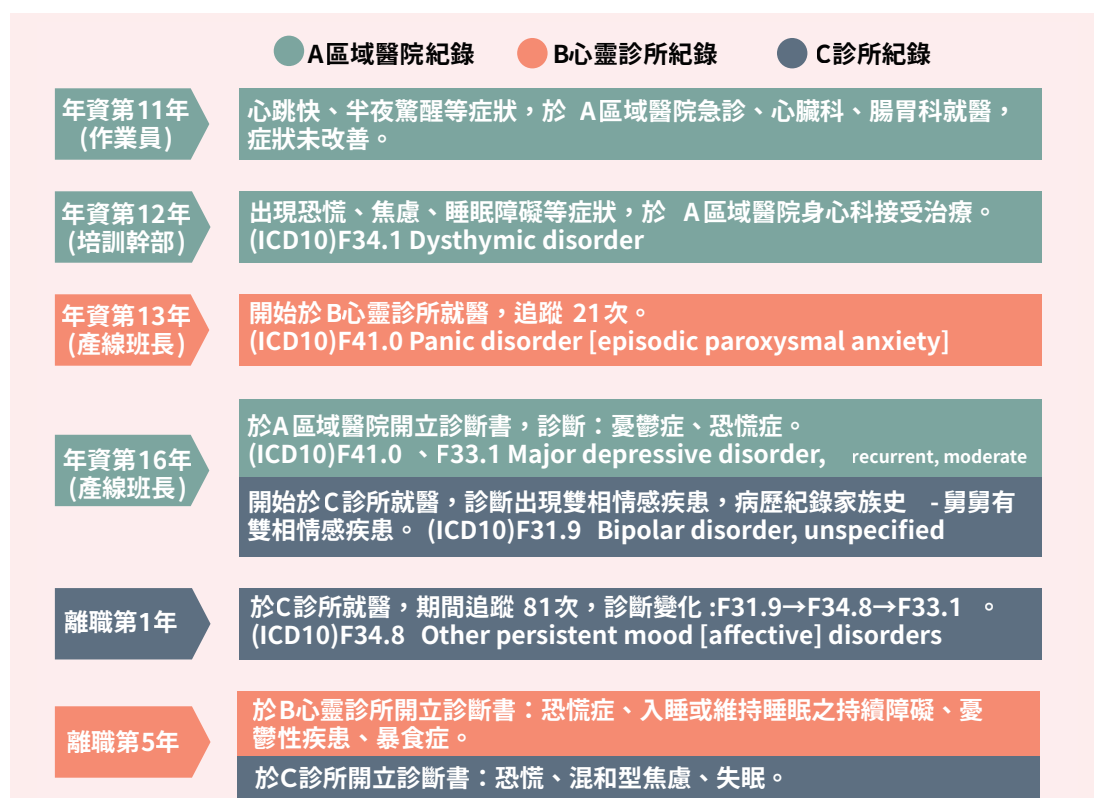 A區域醫院紀錄 B心靈診所紀錄 C診所紀錄
年資第11年
(作業員)
心跳快、半夜驚醒等症狀，於 A區域醫院急診、心臟科、腸胃科就醫，
症狀未改善。
年資第12年
(培訓幹部)
出現恐慌、焦慮、睡眠障礙等症狀，於 A區域醫院身心科接受治療。
(ICD10)F34.1 Dysthymic disorder
年資第13年
(產線班長)
開始於B心靈診所就醫，追蹤 21次。
(ICD10)F41.0 Panic disorder [episodic paroxysmal anxiety]
年資第16年
(產線班長)
於A區域醫院開立診斷書，診斷：憂鬱症、恐慌症。
(ICD10)F41.0 、F33.1 Major depressive disorder, recurrent, moderate
開始於C診所就醫，診斷出現雙相情感疾患，病歷紀錄家族史 -舅舅有
雙相情感疾患。 (ICD10)F31.9 Bipolar disorder, unspecified
離職第1年
於C診所就醫，期間追蹤 81次，診斷變化 :F31.9→F34.8→F33.1 。
(ICD10)F34.8 Other persistent mood [affective] disorders
離職第5年
於B心靈診所開立診斷書：恐慌症、入睡或維持睡眠之持續障礙、憂
鬱性疾患、暴食症。
於C診所開立診斷書：恐慌、混和型焦慮、失眠。